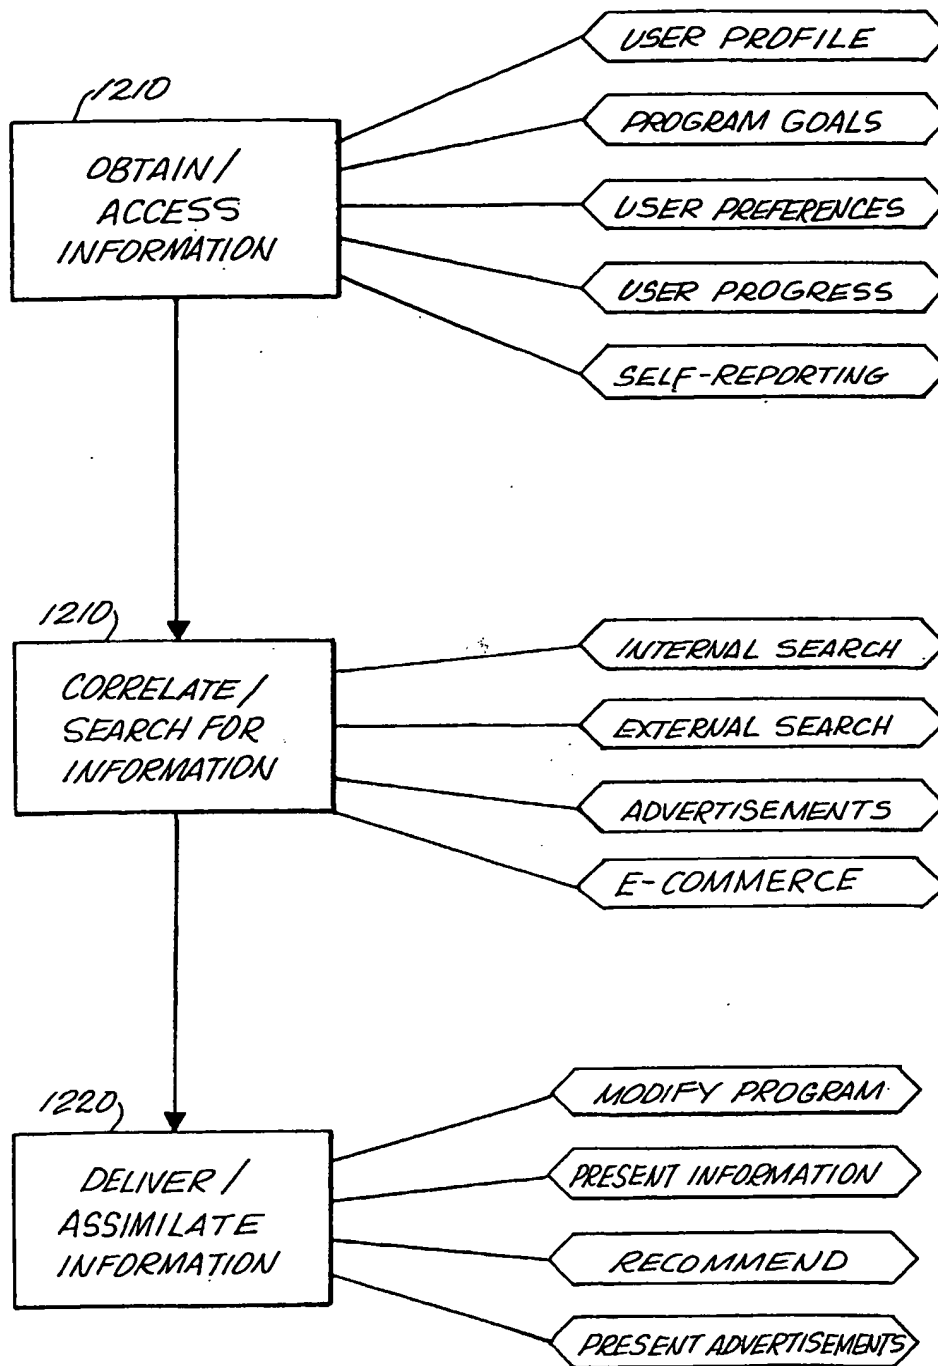 1210
OBTAIN /
ACCESS
INFORMATION
USER PROFILE
PROGRAM GOALS
USER PREFERENCES
USER PROGRESS
SELF-REPORTING
1210
CORRELATE /
SEARCH FOR
INFORMATION
INTERNAL SEARCH
EXTERNAL SEARCH
ADVERTISEMENTS
E-COMMERCE
1220
DELIVER /
ASSIMILATE
INFORMATION
MODIFY PROGRAM
PRESENT INFORMATION
RECOMMEND
PRESENT ADVERTISEMENTS